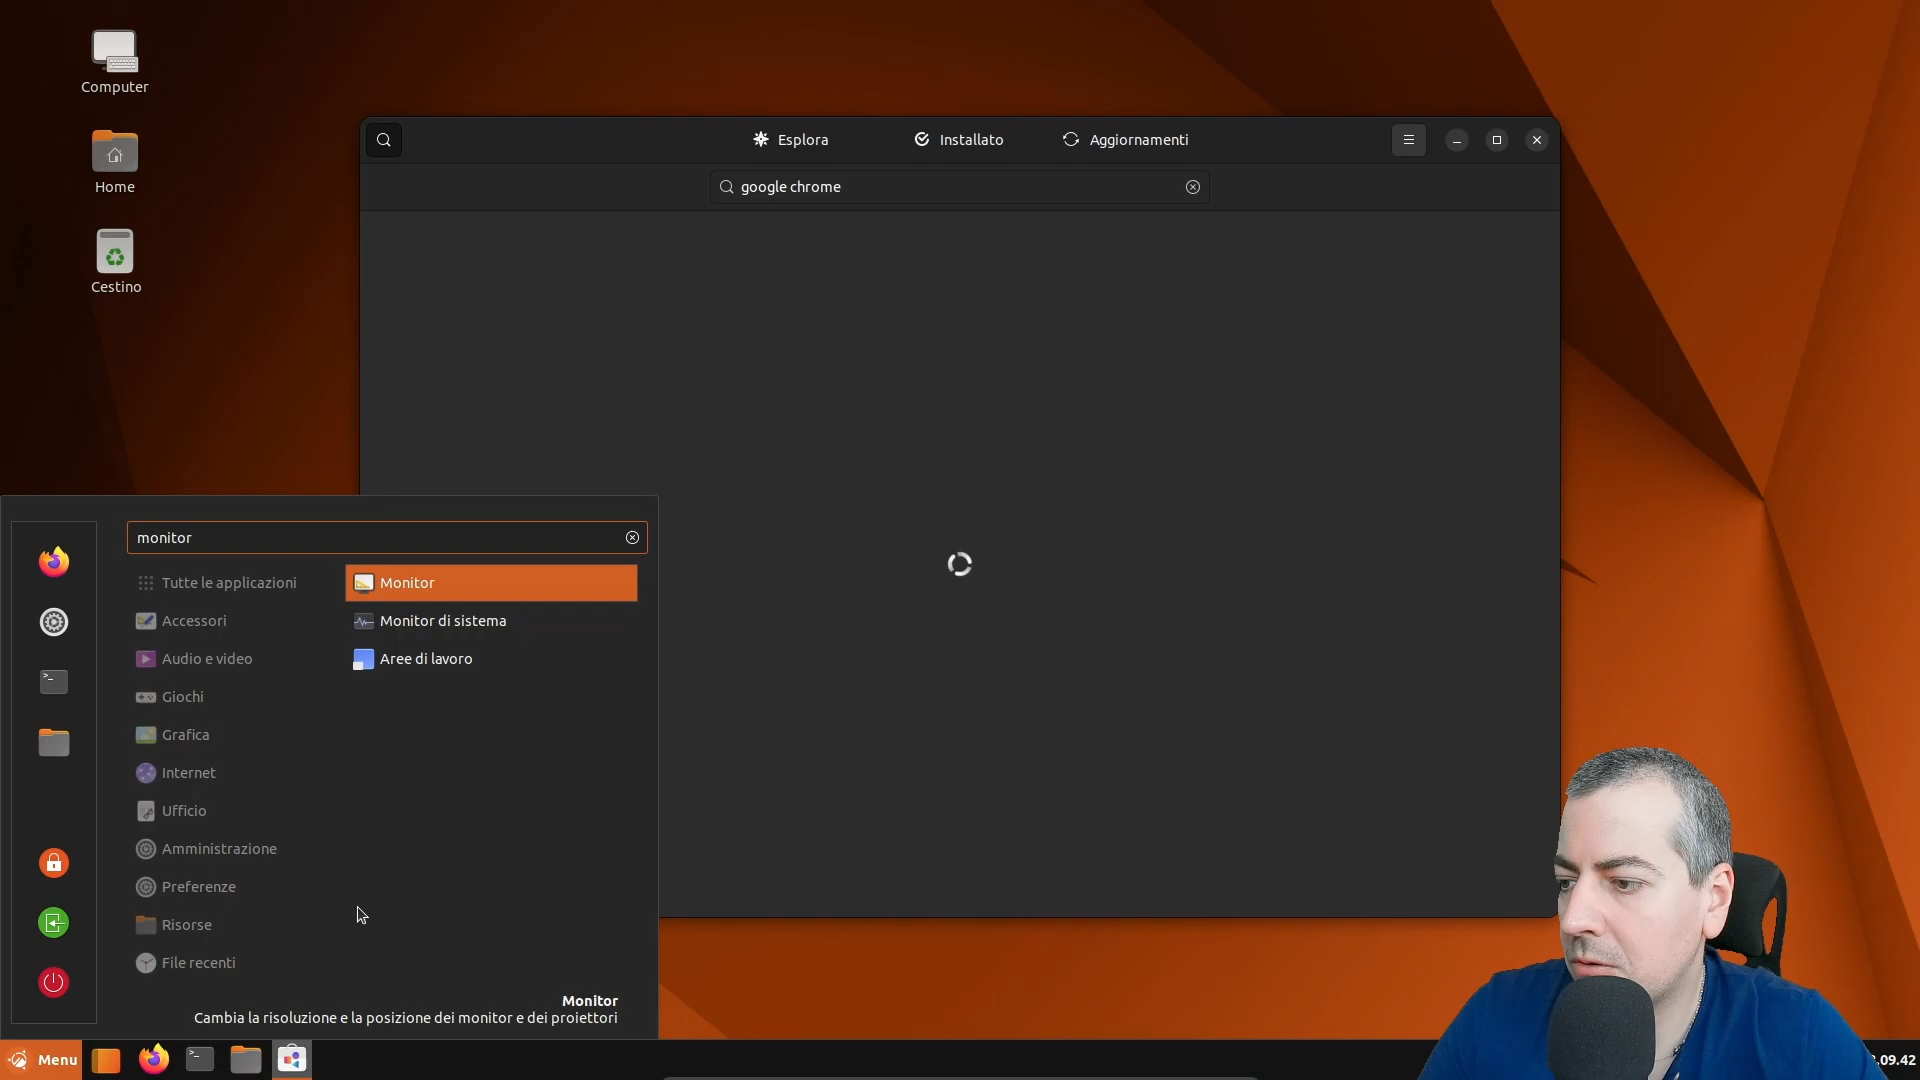 Computer
Home
Cestino
Esplora
Installato
Aggiornamenti
google chrome
monitor
Tutte le applicazioni
Accessori
Audio e video
Giochi
Grafica
Internet
Ufficio
Amministrazione
Preferenze
Risorse
File recenti
Monitor
Monitor di sistema
Aree di lavoro
Monitor
Cambia la risoluzione e la posizione dei monitor e dei proiettori
Menu
.09.42